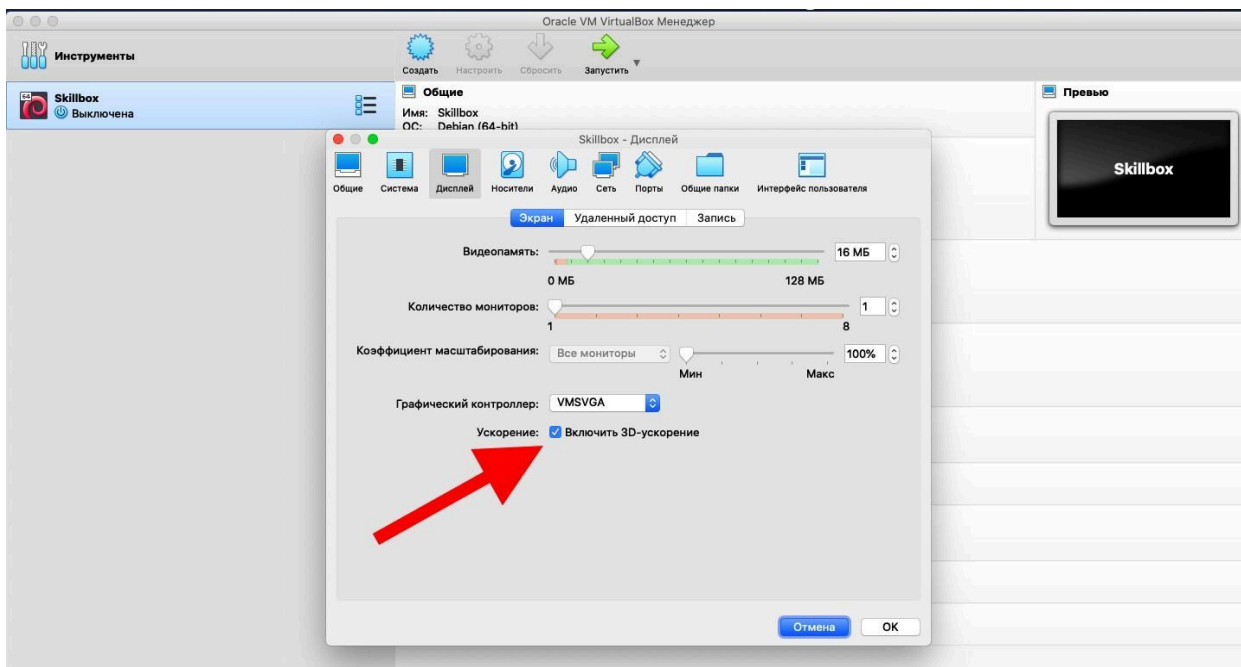 Oracle VM VirtualBox Менеджер
Инструменты
Создать Настроить Сбросить Запустить
64
Skillbox
Выключена
Общие
Имя: Skillbox
ОС: Debian (64-bit)
Превью
Skillbox
Skillbox - Дисплей
Общие Система Дисплей Носители Аудио Сеть Порты Общие папки Интерфейс пользователя
Экран Удаленный доступ Запись
Видеопамять: 16 МБ
0 МБ 128 МБ
Количество мониторов: 1
1 8
Коэффициент масштабирования: Все мониторы 100%
Мин Макс
Графический контроллер: VMSVGA
Ускорение: Включить 3D-ускорение
Отмена OK